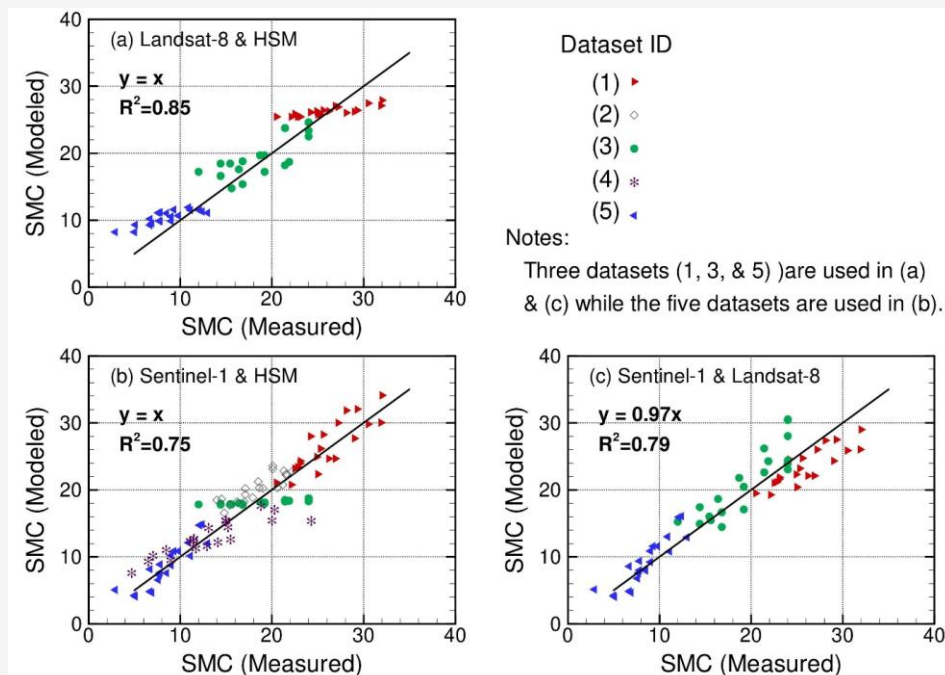 (a) Landsat-8 & HSM
y = x
R²=0.85
SMC (Modeled)
40
30
20
10
0
0 10 20 30 40
SMC (Measured)
Dataset ID
(1)
(2)
(3)
(4)
(5)
Notes:
Three datasets (1, 3, & 5) )are used in (a)
& (c) while the five datasets are used in (b).
(b) Sentinel-1 & HSM
y = x
R²=0.75
SMC (Modeled)
40
30
20
10
0
0 10 20 30 40
SMC (Measured)
(c) Sentinel-1 & Landsat-8
y = 0.97x
R²=0.79
SMC (Modeled)
40
30
20
10
0
0 10 20 30 40
SMC (Measured)